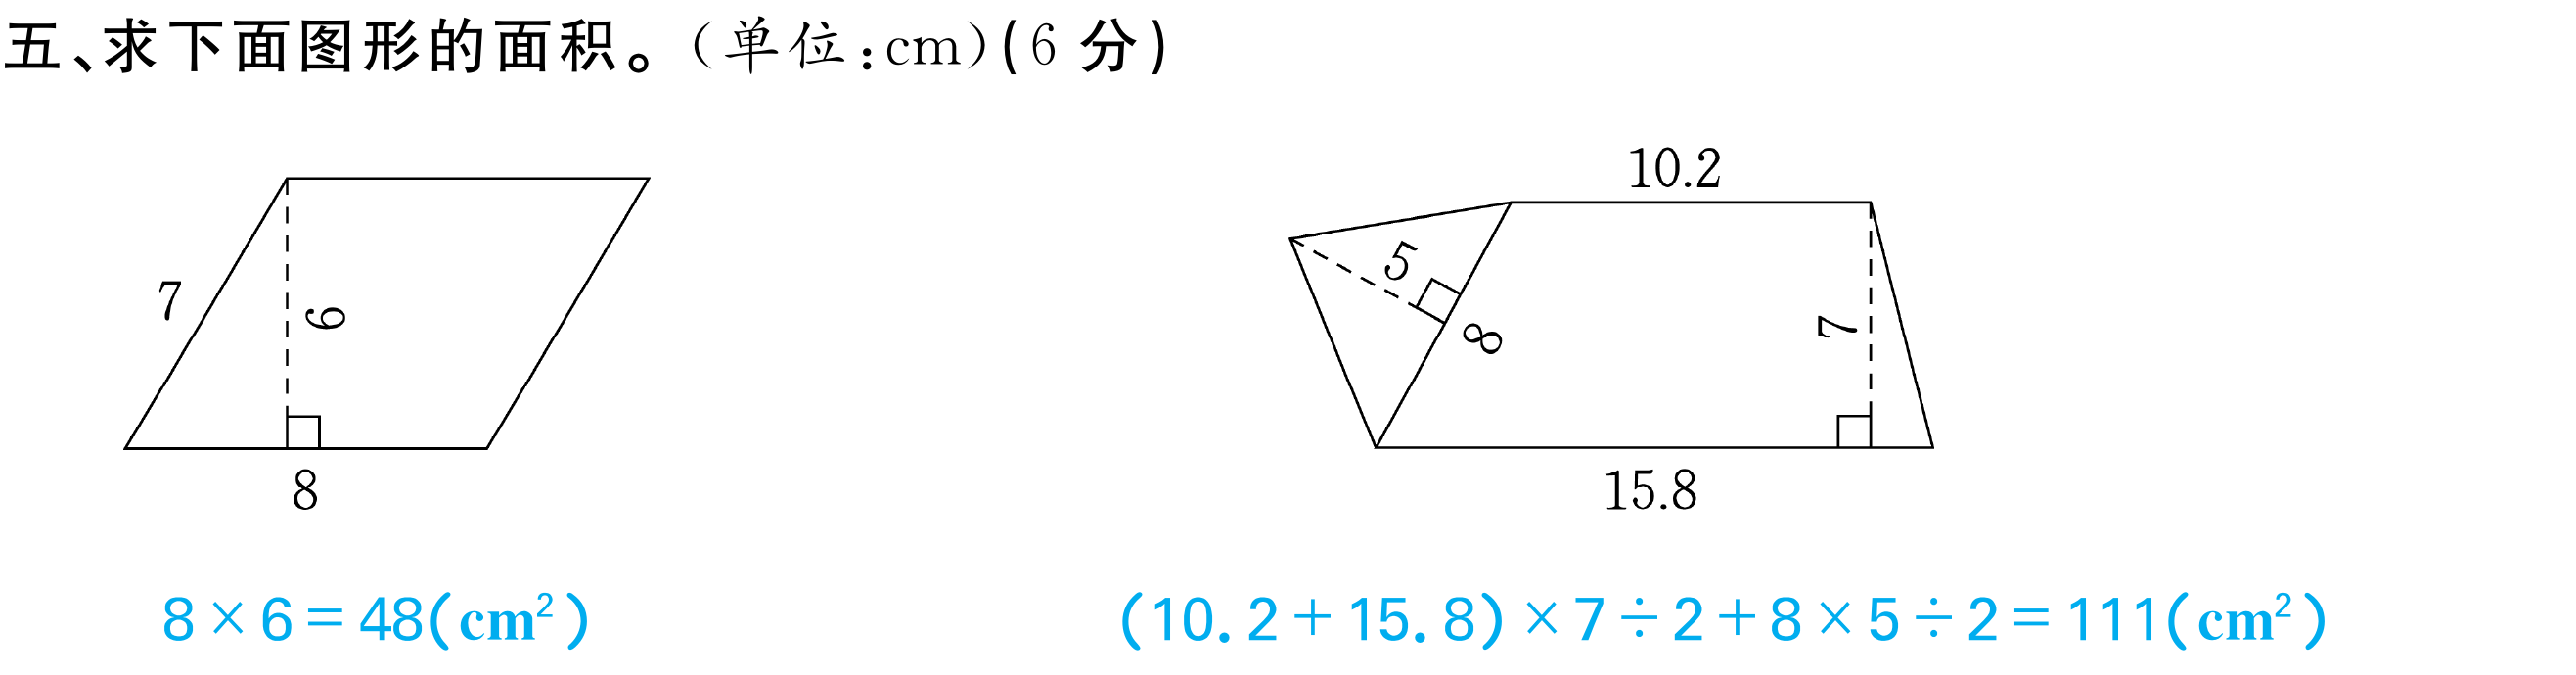 五、求下面图形的面积。(单位:cm)(6 分)
10.2
7
6
5
8
7
8
15.8
8×6=48(cm²)
(10.2+15.8)×7÷2+8×5÷2=111(cm²)